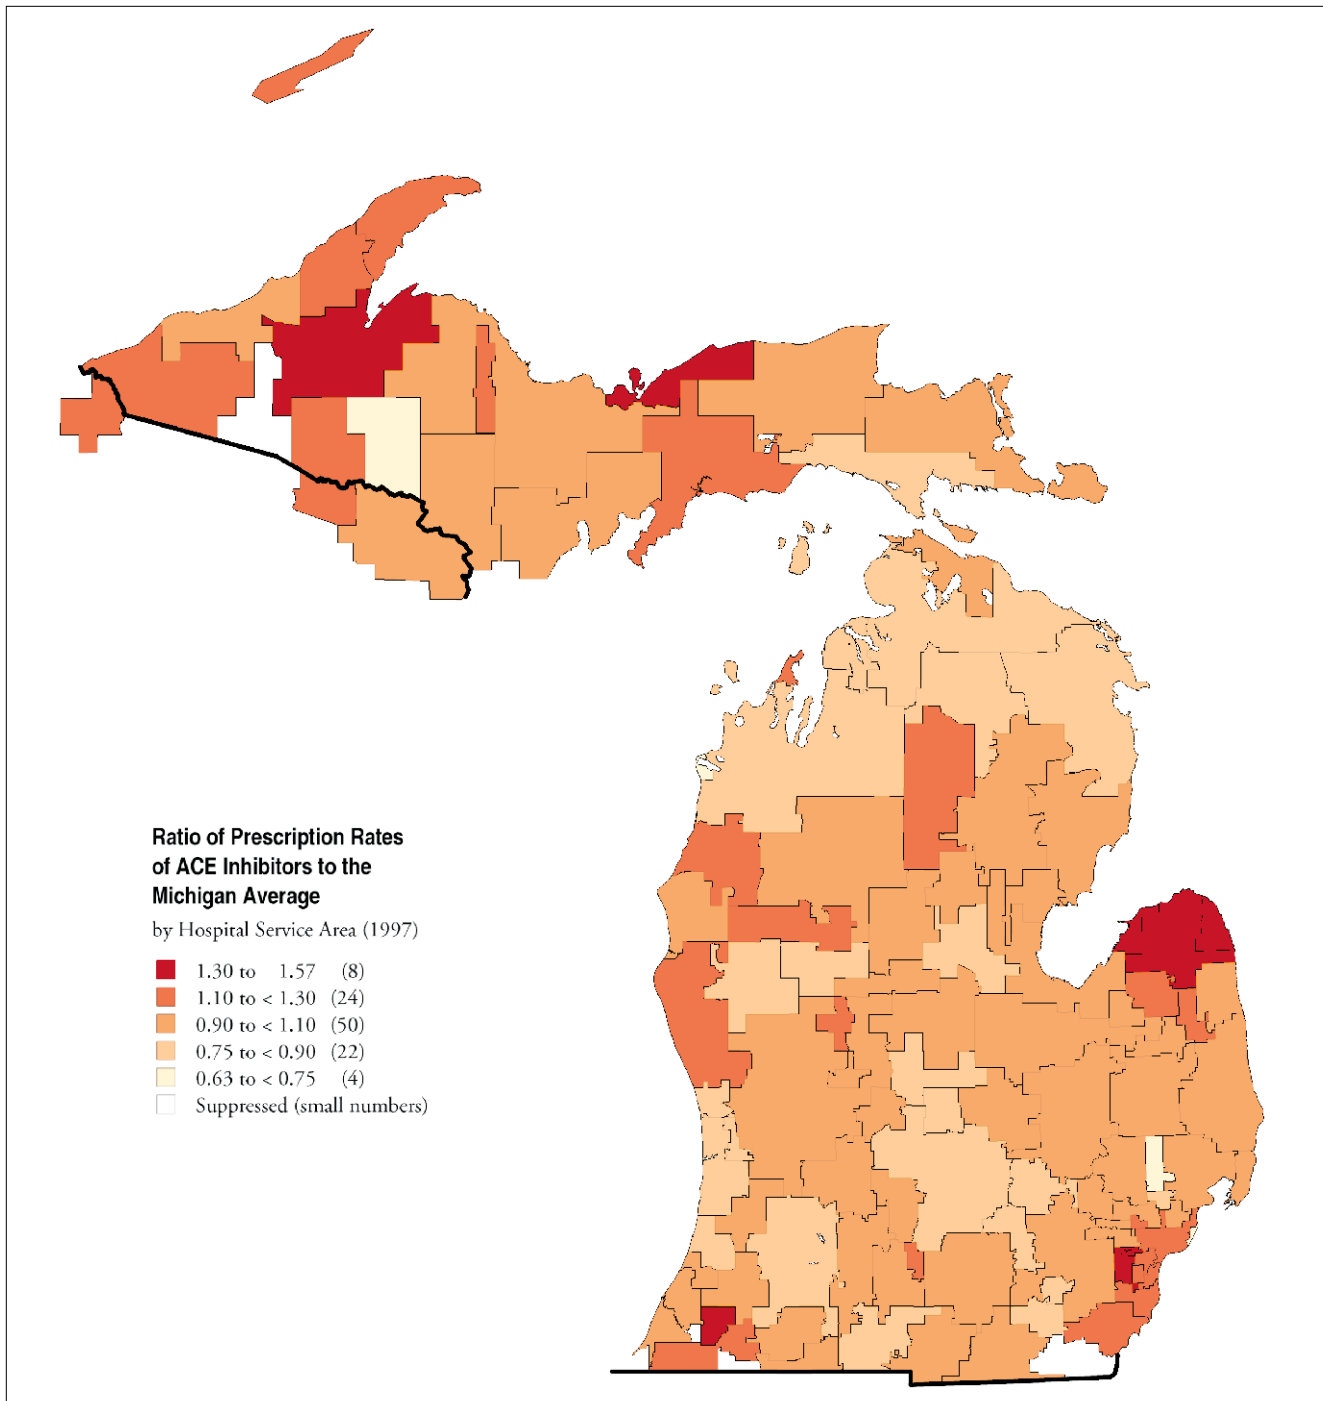 Ratio of Prescription Rates
of ACE Inhibitors to the
Michigan Average
by Hospital Service Area (1997)
1.30 to 1.57 (8)
1.10 to < 1.30 (24)
0.90 to < 1.10 (50)
0.75 to < 0.90 (22)
0.63 to < 0.75 (4)
Suppressed (small numbers)